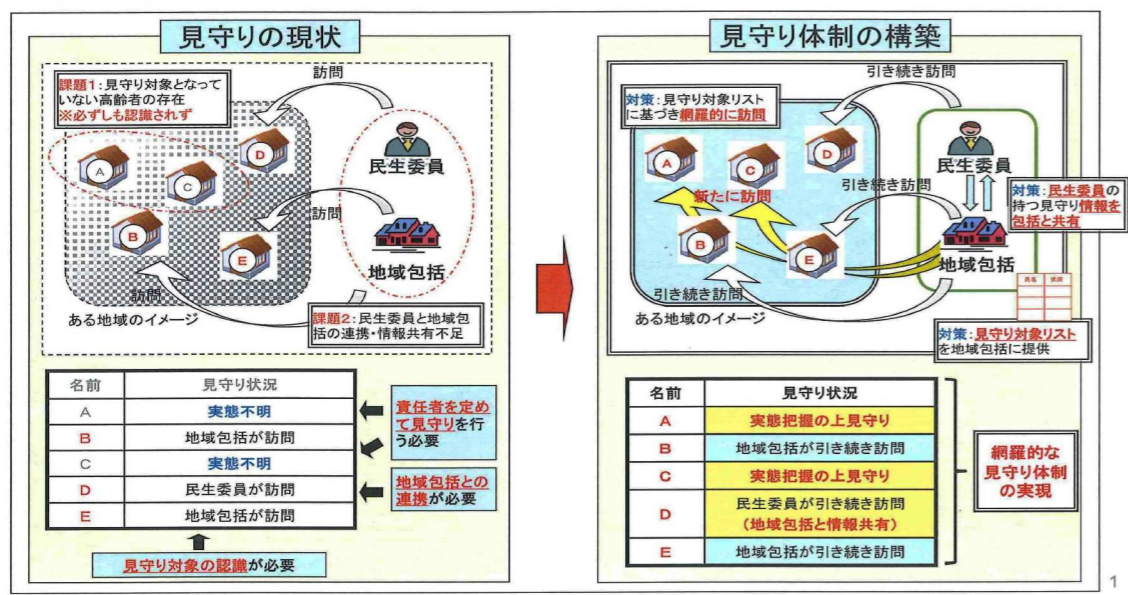 見守りの現状
課題1：見守り対象となって
いない高齢者の存在
※必ずしも認識されず
訪問
A
C
D
B
E
民生委員
訪問
地域包括
訪問
ある地域のイメージ
課題2：民生委員と地域包
括の連携・情報共有不足
名前 見守り状況
A 実態不明
B 地域包括が訪問
C 実態不明
D 民生委員が訪問
E 地域包括が訪問
責任者を定め
て見守りを行
う必要
地域包括との
連携が必要
見守り対象の認識が必要
見守り体制の構築
引き続き訪問
対策：見守り対象リスト
に基づき網羅的に訪問
A
C
D
B
E
民生委員
引き続き訪問
新たに訪問
対策：民生委員の
持つ見守り情報を
包括と共有
地域包括
引き続き訪問
ある地域のイメージ
氏名 状況
対策：見守り対象リスト
を地域包括に提供
名前 見守り状況
A 実態把握の上見守り
B 地域包括が引き続き訪問
C 実態把握の上見守り
D 民生委員が引き続き訪問
（地域包括と情報共有）
E 地域包括が引き続き訪問
網羅的な
見守り体制
の実現
1